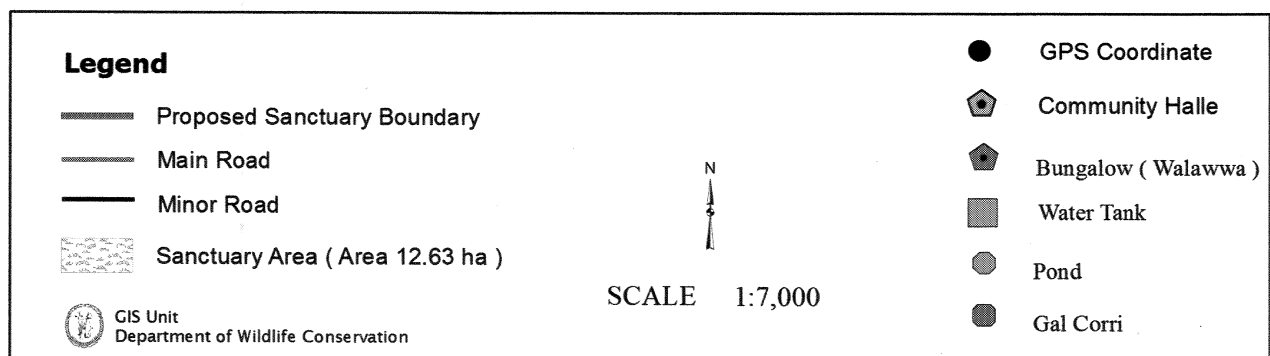 Legend
Proposed Sanctuary Boundary
Main Road
Minor Road
Sanctuary Area ( Area 12.63 ha )
GIS Unit
Department of Wildlife Conservation
N
SCALE 1:7,000
GPS Coordinate
Community Halle
Bungalow ( Walawwa )
Water Tank
Pond
Gal Corri